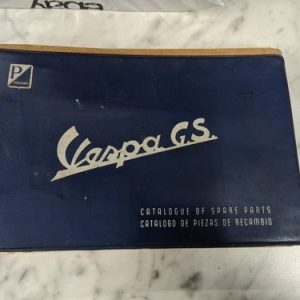 P
Vespa G.S.
CATALOGUE OF SPARE PARTS
CATALOGO DE PIEZAS DE RECAMBIO